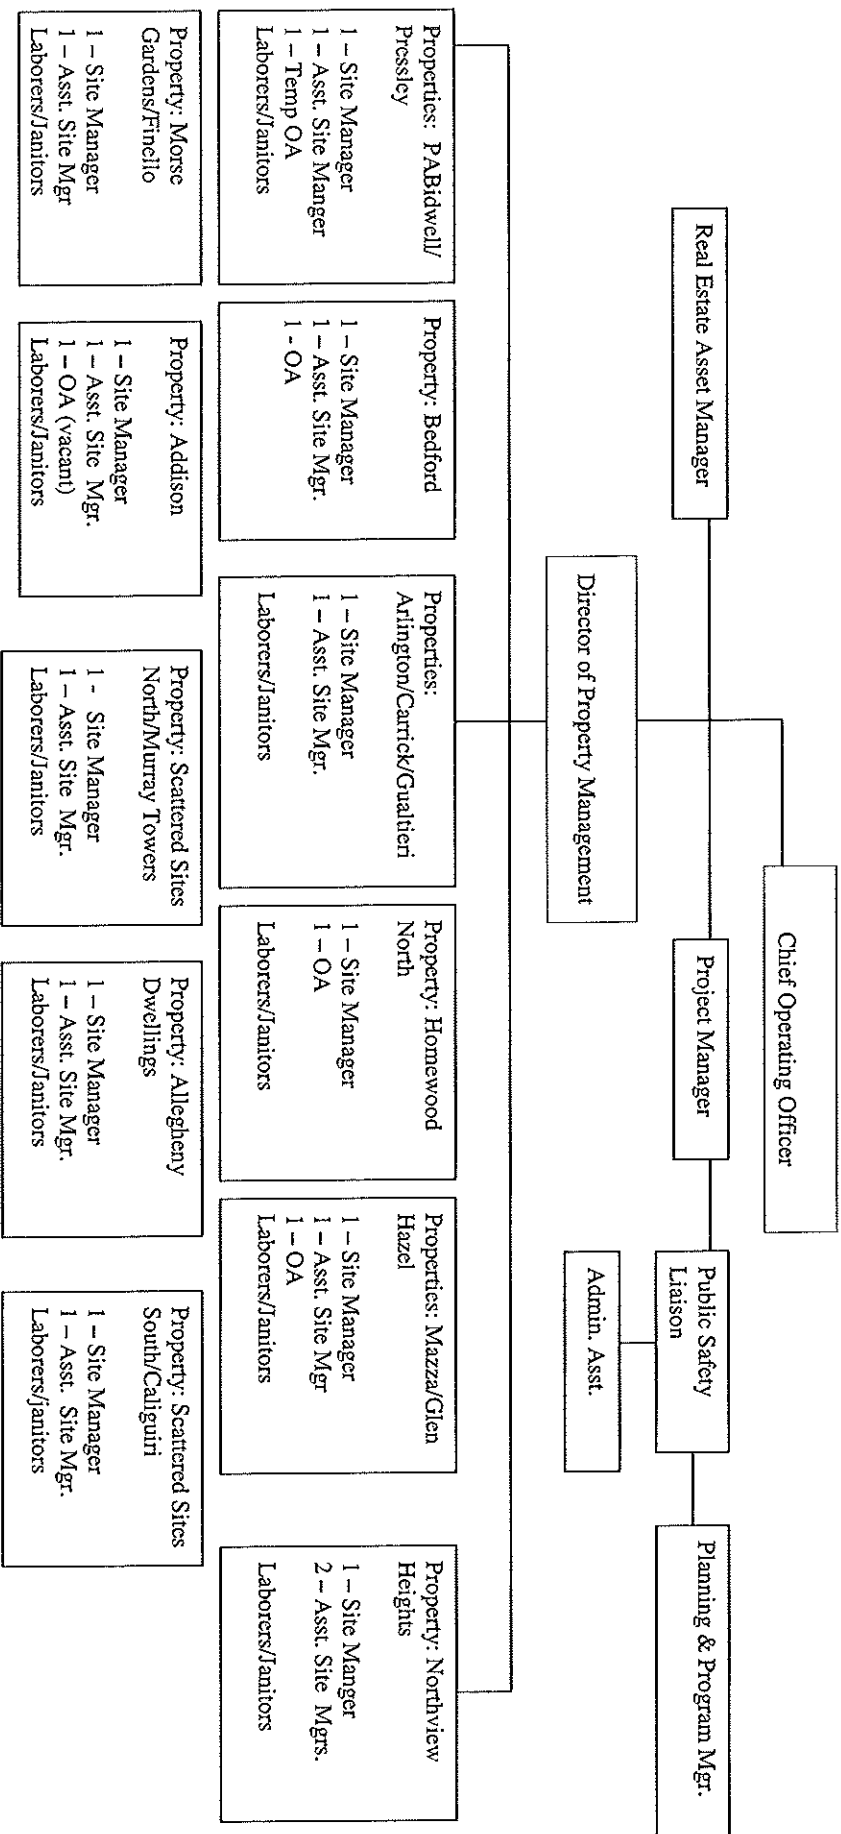 Chief Operating Officer
Real Estate Asset Manager
Project Manager
Public Safety
Liaison
Planning & Program Mgr.
Admin. Asst.
Director of Property Management
Properties: PABidwell/
Pressley
1 – Site Manager
1 – Asst. Site Manger
1 – Temp OA
Laborers/Janitors
Property: Bedford
1 – Site Manager
1 – Asst. Site Mgr.
1 - OA
Properties:
Arlington/Carrick/Gualtieri
1 – Site Manager
1 – Asst. Site Mgr.
Laborers/Janitors
Property: Homewood
North
1 – Site Manager
1 – OA
Laborers/Janitors
Properties: Mazza/Glen
Hazel
1 – Site Manager
1 – Asst. Site Mgr
1 – OA
Laborers/Janitors
Property: Northview
Heights
1 – Site Manger
2 – Asst. Site Mgrs.
Laborers/Janitors
Property: Morse
Gardens/Finello
1 – Site Manager
1 – Asst. Site Mgr
Laborers/Janitors
Property: Addison
1 – Site Manager
1 – Asst. Site Mgr.
1 – OA (vacant)
Laborers/Janitors
Property: Scattered Sites
North/Murray Towers
1 - Site Manager
1 – Asst. Site Mgr.
Laborers/Janitors
Property: Allegheny
Dwellings
1 – Site Manager
1 – Asst. Site Mgr.
Laborers/Janitors
Property: Scattered Sites
South/Caliguiri
1 – Site Manager
1 – Asst. Site Mgr.
Laborers/janitors